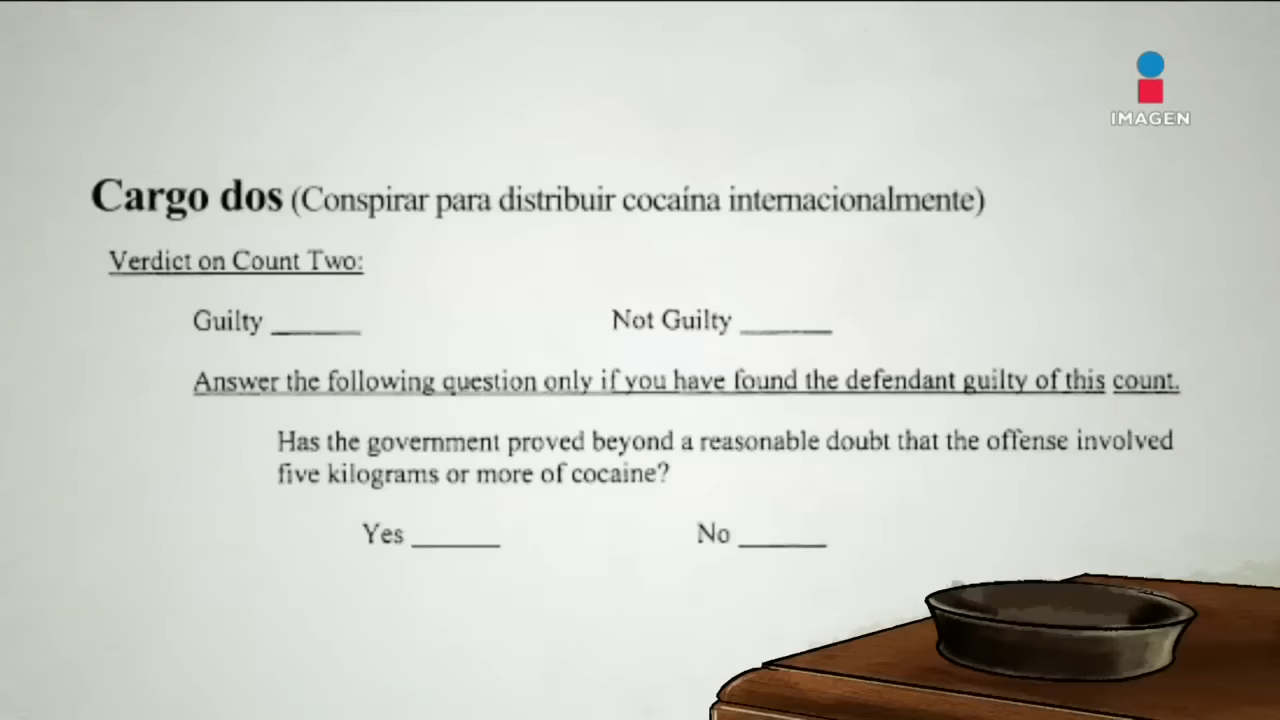 IMAGEN
Cargo dos (Conspirar para distribuir cocaína internacionalmente)
Verdict on Count Two:
Guilty ______ Not Guilty ______
Answer the following question only if you have found the defendant guilty of this count.
Has the government proved beyond a reasonable doubt that the offense involved
five kilograms or more of cocaine?
Yes ______ No ______